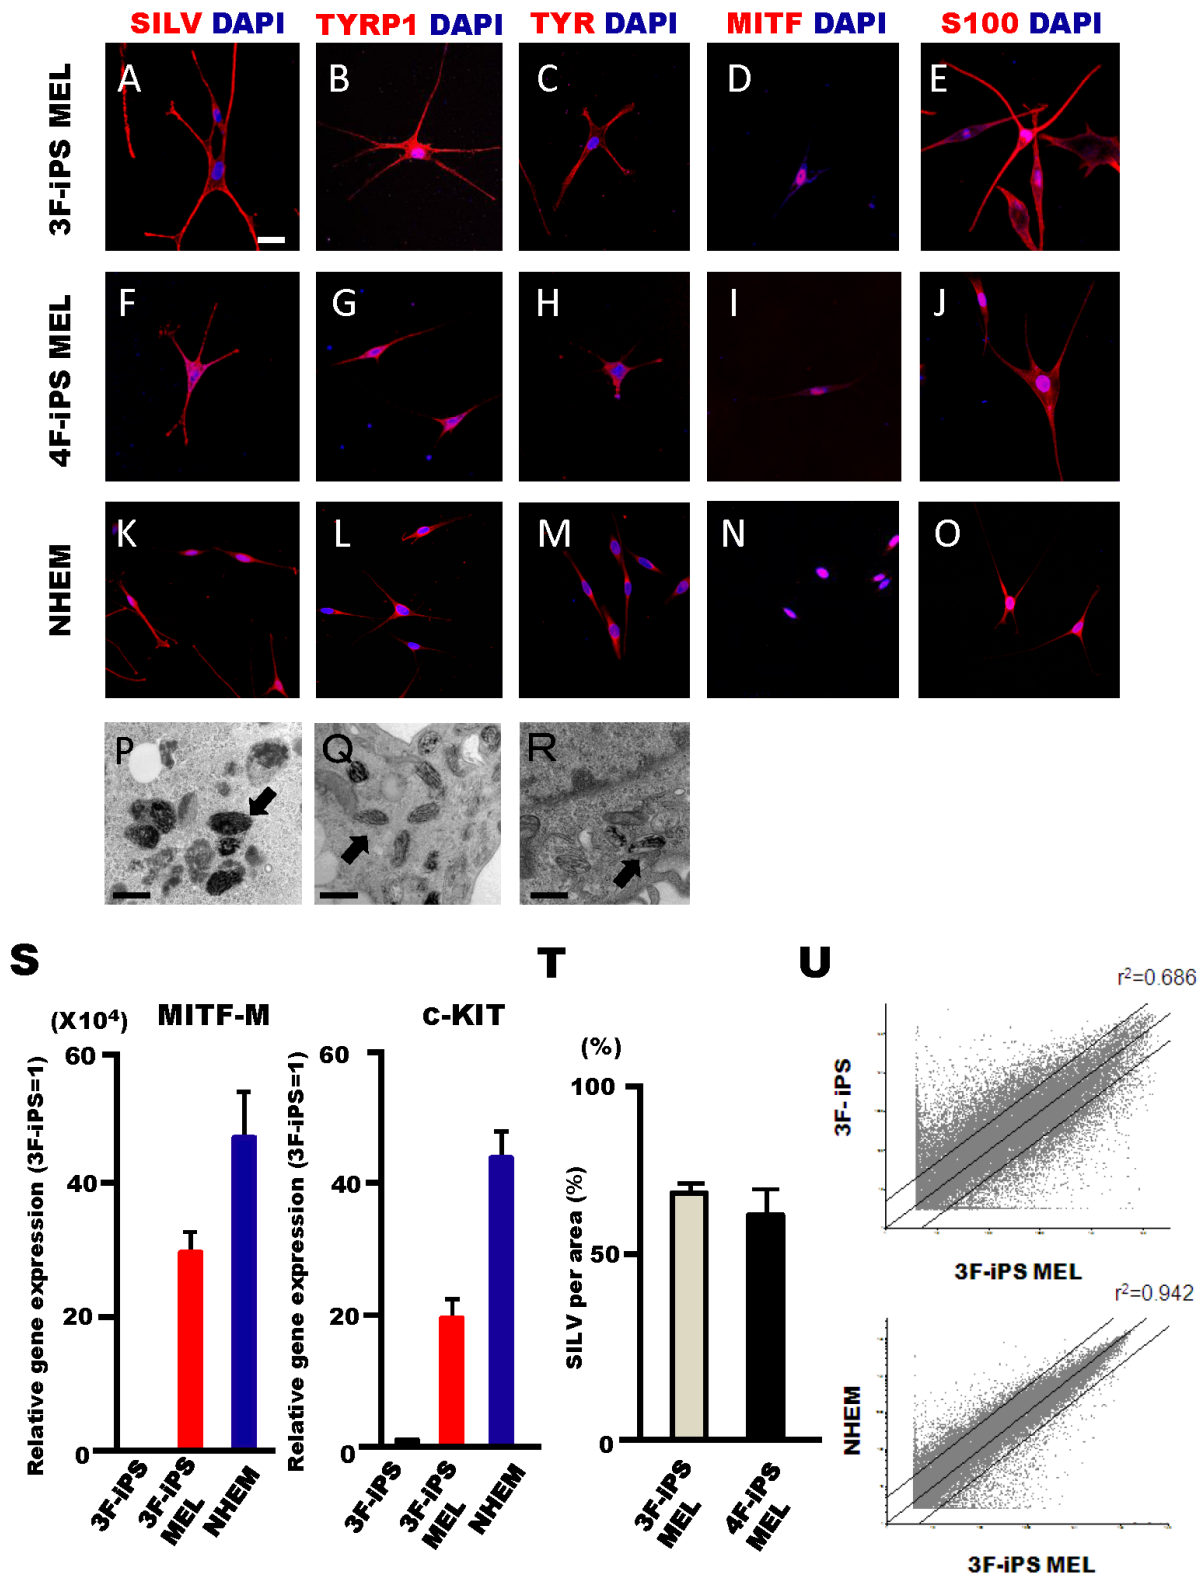 SILV DAPI TYRP1 DAPI TYR DAPI MITF DAPI S100 DAPI
3F-iPS MEL
A B C D E
4F-iPS MEL
F G H I J
NHEM
K L M N O
P Q R
S T U
(X10⁴) MITF-M
Relative gene expression (3F-iPS=1)
60
40
20
0
3F-iPS
3F-iPS MEL
NHEM
c-KIT
Relative gene expression (3F-iPS=1)
60
40
20
0
3F-iPS
3F-iPS MEL
NHEM
(%)
SILV per area (%)
100
50
0
3F-iPS MEL
4F-iPS MEL
r²=0.686
3F-iPS
3F-iPS MEL
r²=0.942
NHEM
3F-iPS MEL